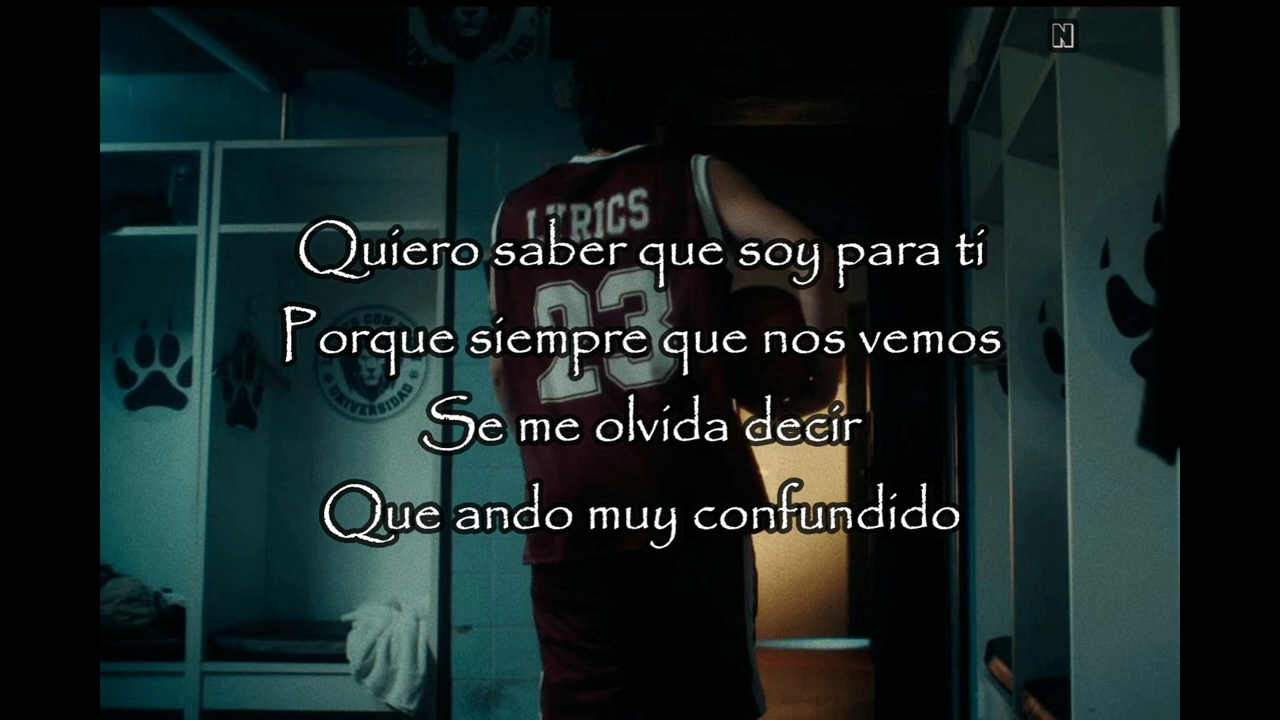 N
LYRICS
Quiero saber que soy para ti
23
Porque siempre que nos vemos
UNIVERSIDAD
Se me olvida decir
Que ando muy confundido